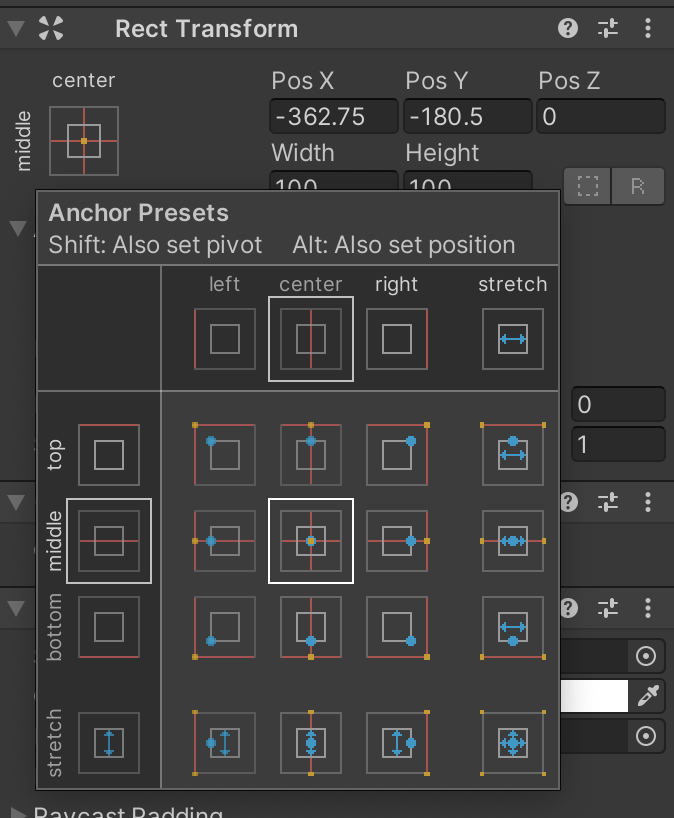 Rect Transform
center
middle
Pos X Pos Y Pos Z
-362.75 -180.5 0
Width Height
100 100
R
Anchor Presets
Shift: Also set pivot Alt: Also set position
left center right stretch
top
middle
bottom
stretch
0
1
Raycast Padding